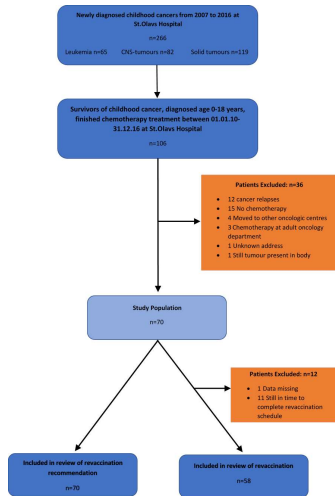 Newly diagnosed childhood cancers from 2007 to 2016 at
St.Olavs Hospital
n=266
Leukemia n=65 CNS-tumours n=82 Solid tumours n=119
Survivors of childhood cancer, diagnosed age 0-18 years,
finished chemotherapy treatment between 01.01.10-
31.12.16 at St.Olavs Hospital
n=106
Patients Excluded: n=36
• 12 cancer relapses
• 15 No chemotherapy
• 4 Moved to other oncologic centres
• 3 Chemotherapy at adult oncology
department
• 1 Unknown address
• 1 Still tumour present in body
Study Population
n=70
Patients Excluded: n=12
• 1 Data missing
• 11 Still in time to
complete revaccination
schedule
Included in review of revaccination
recommendation
n=70
Included in review of revaccination
n=58